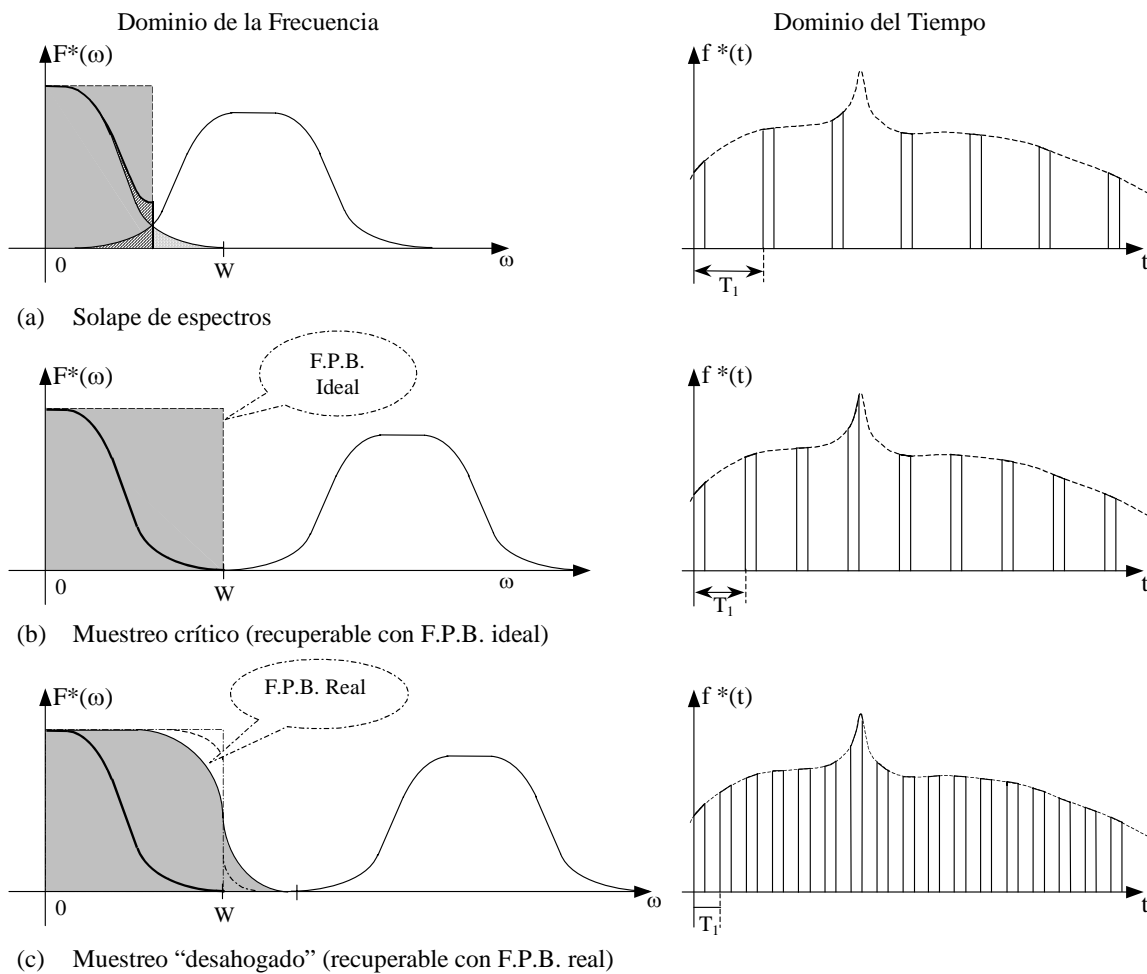 Dominio de la Frecuencia
Dominio del Tiempo
F*(ω)
f *(t)
0
W
ω
T₁
t
(a) Solape de espectros
F.P.B.
Ideal
F*(ω)
f *(t)
0
W
ω
T₁
t
(b) Muestreo crítico (recuperable con F.P.B. ideal)
F.P.B. Real
F*(ω)
f *(t)
0
W
ω
T₁
t
(c) Muestreo “desahogado” (recuperable con F.P.B. real)